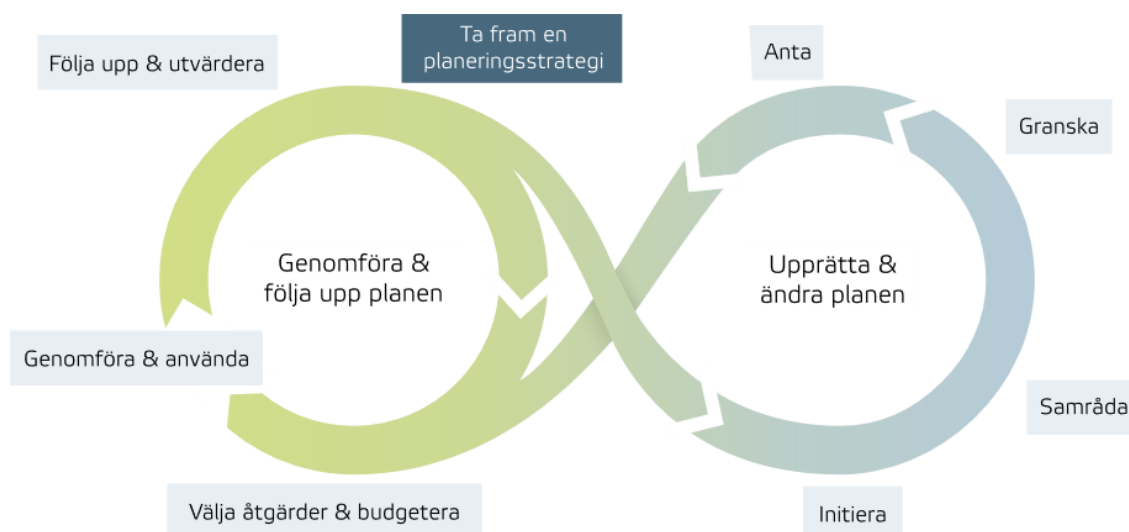 Ta fram en
planeringsstrategi
Följa upp & utvärdera
Anta
Granska
Genomföra &
följa upp planen
Upprätta &
ändra planen
Genomföra & använda
Samråda
Välja åtgärder & budgetera
Initiera